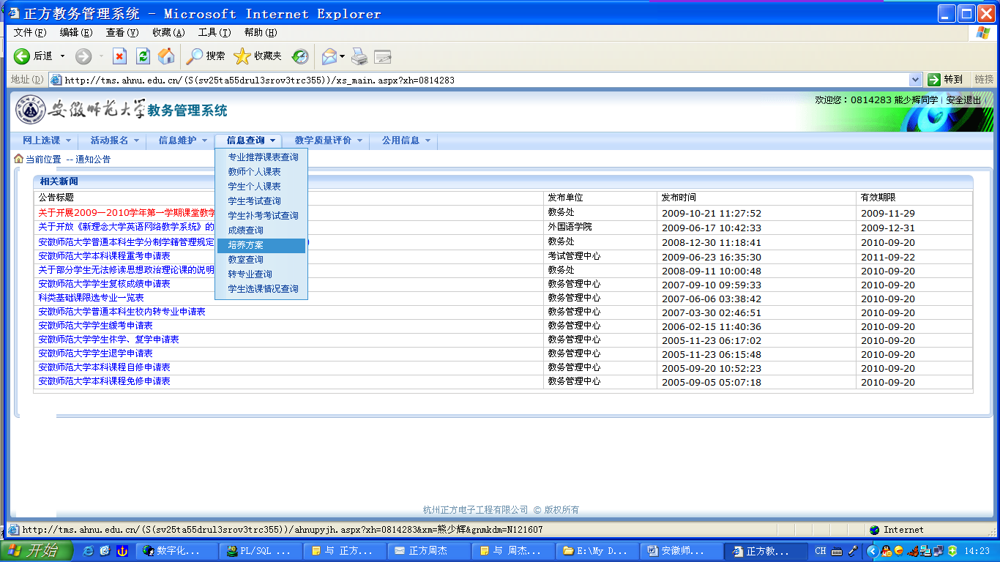 正方教务管理系统 - Microsoft Internet Explorer
文件(F) 编辑(E) 查看(V) 收藏(A) 工具(T) 帮助(H)
后退 搜索 收藏夹
地址(D) http://tms.ahnu.edu.cn/(S(sv25ta55drul3srov3trc355))/xs_main.aspx?xh=0814283 转到 链接
安徽师范大学教务管理系统
欢迎您：0814283 熊少辉同学 | 安全退出
网上选课 活动报名 信息维护 信息查询 教学质量评价 公用信息
当前位置 -- 通知公告
专业推荐课表查询
教师个人课表
学生个人课表
学生考试查询
学生补考考试查询
成绩查询
培养方案
教室查询
转专业查询
学生选课情况查询
相关新闻
公告标题 发布单位 发布时间 有效期限
关于开展2009—2010学年第一学期课堂教学 教务处 2009-10-21 11:27:52 2009-11-29
关于开放《新理念大学英语网络教学系统》的 外国语学院 2009-06-17 10:42:33 2009-12-31
安徽师范大学普通本科生学分制学籍管理规定 教务处 2008-12-30 11:18:41 2010-09-20
安徽师范大学本科课程重考申请表 考试管理中心 2009-06-23 16:35:30 2011-09-22
关于部分学生无法修读思想政治理论课的说明 教务处 2008-09-11 10:00:48 2010-09-20
安徽师范大学学生复核成绩申请表 教务管理中心 2007-09-10 09:59:33 2010-09-20
科类基础课限选专业一览表 教务管理中心 2007-06-06 03:38:42 2010-09-20
安徽师范大学普通本科生校内转专业申请表 教务管理中心 2007-03-30 02:46:51 2010-09-20
安徽师范大学学生缓考申请表 教务管理中心 2006-02-15 11:40:36 2010-09-20
安徽师范大学学生休学、复学申请表 教务管理中心 2005-11-23 06:17:02 2010-09-20
安徽师范大学学生退学申请表 教务管理中心 2005-11-23 06:15:48 2010-09-20
安徽师范大学本科课程自修申请表 教务管理中心 2005-09-20 10:52:23 2010-09-20
安徽师范大学本科课程免修申请表 教务管理中心 2005-09-05 05:07:18 2010-09-20
杭州正方电子工程有限公司 © 版权所有
http://tms.ahnu.edu.cn/(S(sv25ta55drul3srov3trc355))/ahnupyjh.aspx?xh=0814283&xm=熊少辉&gnmkdm=N121607 Internet
开始 数字化... PL/SQL ... 与 正方... 正方周杰 与 周杰... E:\My D... 安徽师... 正方教... CH 14:23